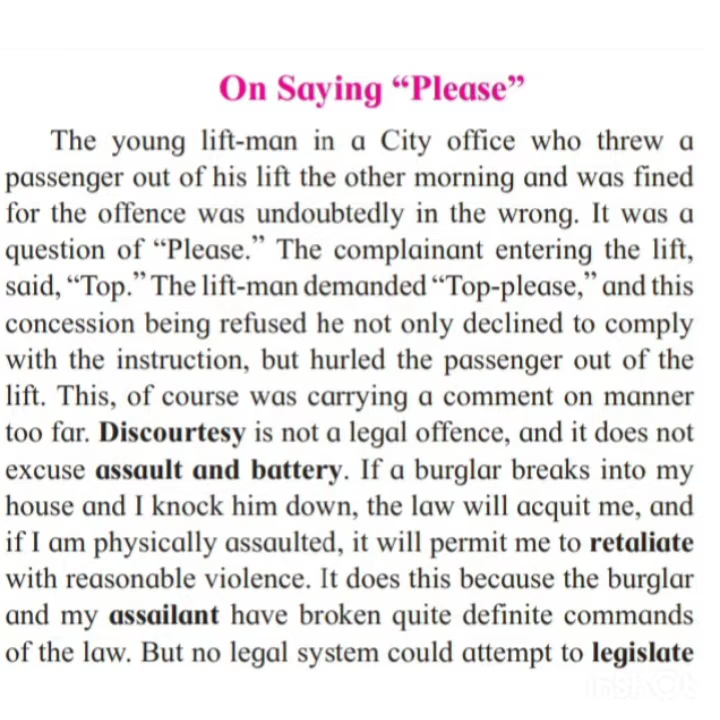 On Saying “Please”
The young lift-man in a City office who threw a
passenger out of his lift the other morning and was fined
for the offence was undoubtedly in the wrong. It was a
question of “Please.” The complainant entering the lift,
said, “Top.” The lift-man demanded “Top-please,” and this
concession being refused he not only declined to comply
with the instruction, but hurled the passenger out of the
lift. This, of course was carrying a comment on manner
too far. Discourtesy is not a legal offence, and it does not
excuse assault and battery. If a burglar breaks into my
house and I knock him down, the law will acquit me, and
if I am physically assaulted, it will permit me to retaliate
with reasonable violence. It does this because the burglar
and my assailant have broken quite definite commands
of the law. But no legal system could attempt to legislate